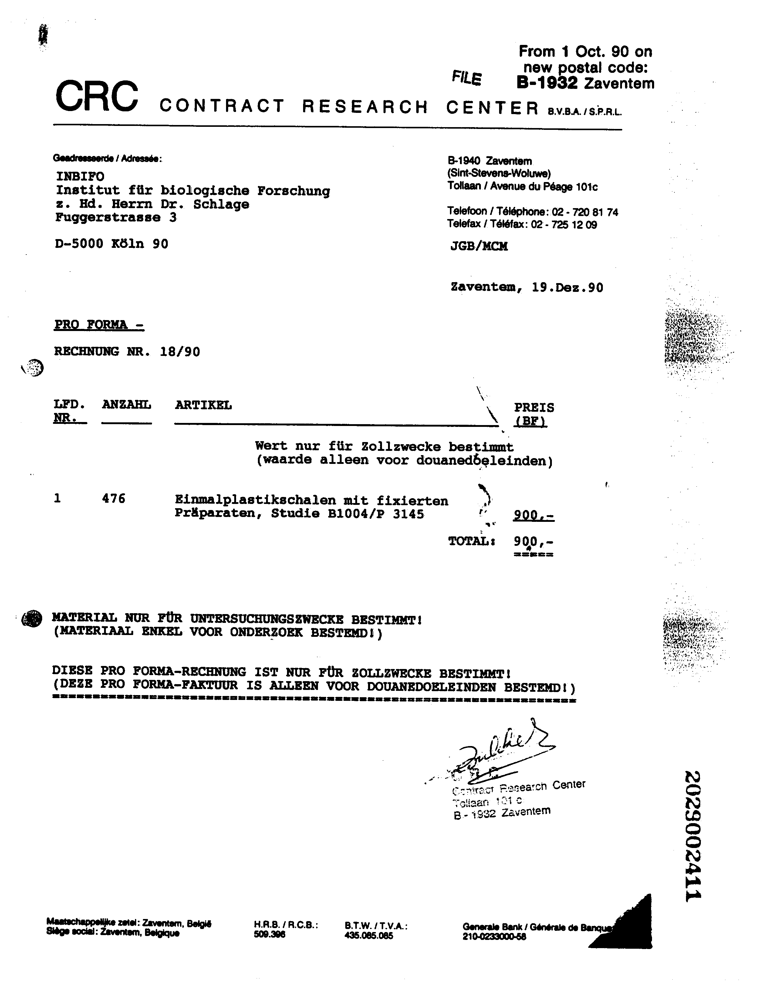 From 1 Oct. 90 on
new postal code:
B-1932 Zaventem
FILE
CRC CONTRACT RESEARCH CENTER B.V.B.A. / S.P.R.L.
Geadresseerde / Adressée:
INBIFO
Institut für biologische Forschung
z. Hd. Herrn Dr. Schlage
Fuggerstrasse 3
D-5000 Köln 90
B-1940 Zaventem
(Sint-Stevens-Woluwe)
Tollaan / Avenue du Péage 101c
Telefoon / Téléphone: 02 - 720 81 74
Telefax / Téléfax: 02 - 725 12 09
JGB/MCM
Zaventem, 19.Dez.90
PRO FORMA -
RECHNUNG NR. 18/90
LFD. ANZAHL ARTIKEL PREIS
NR. (BF)
Wert nur für Zollzwecke bestimmt
(waarde alleen voor douanedoeleinden)
1 476 Einmalplastikschalen mit fixierten
Präparaten, Studie B1004/P 3145 900,-
TOTAL: 900,-
=====
MATERIAL NUR FÜR UNTERSUCHUNGSZWECKE BESTIMMT!
(MATERIAAL ENKEL VOOR ONDERZOEK BESTEMD!)
DIESE PRO FORMA-RECHNUNG IST NUR FÜR ZOLLZWECKE BESTIMMT!
(DEZE PRO FORMA-FAKTUUR IS ALLEEN VOOR DOUANEDOELEINDEN BESTEMD!)
Contract Research Center
Tollaan 101 c
B - 1932 Zaventem
20290002411
Maatschappelijke zetel: Zaventem, België
Siège social: Zaventem, Belgique
H.R.B. / R.C.B.:
509.396
B.T.W. / T.V.A.:
435.065.085
Generale Bank / Générale de Banque
210-0233000-58